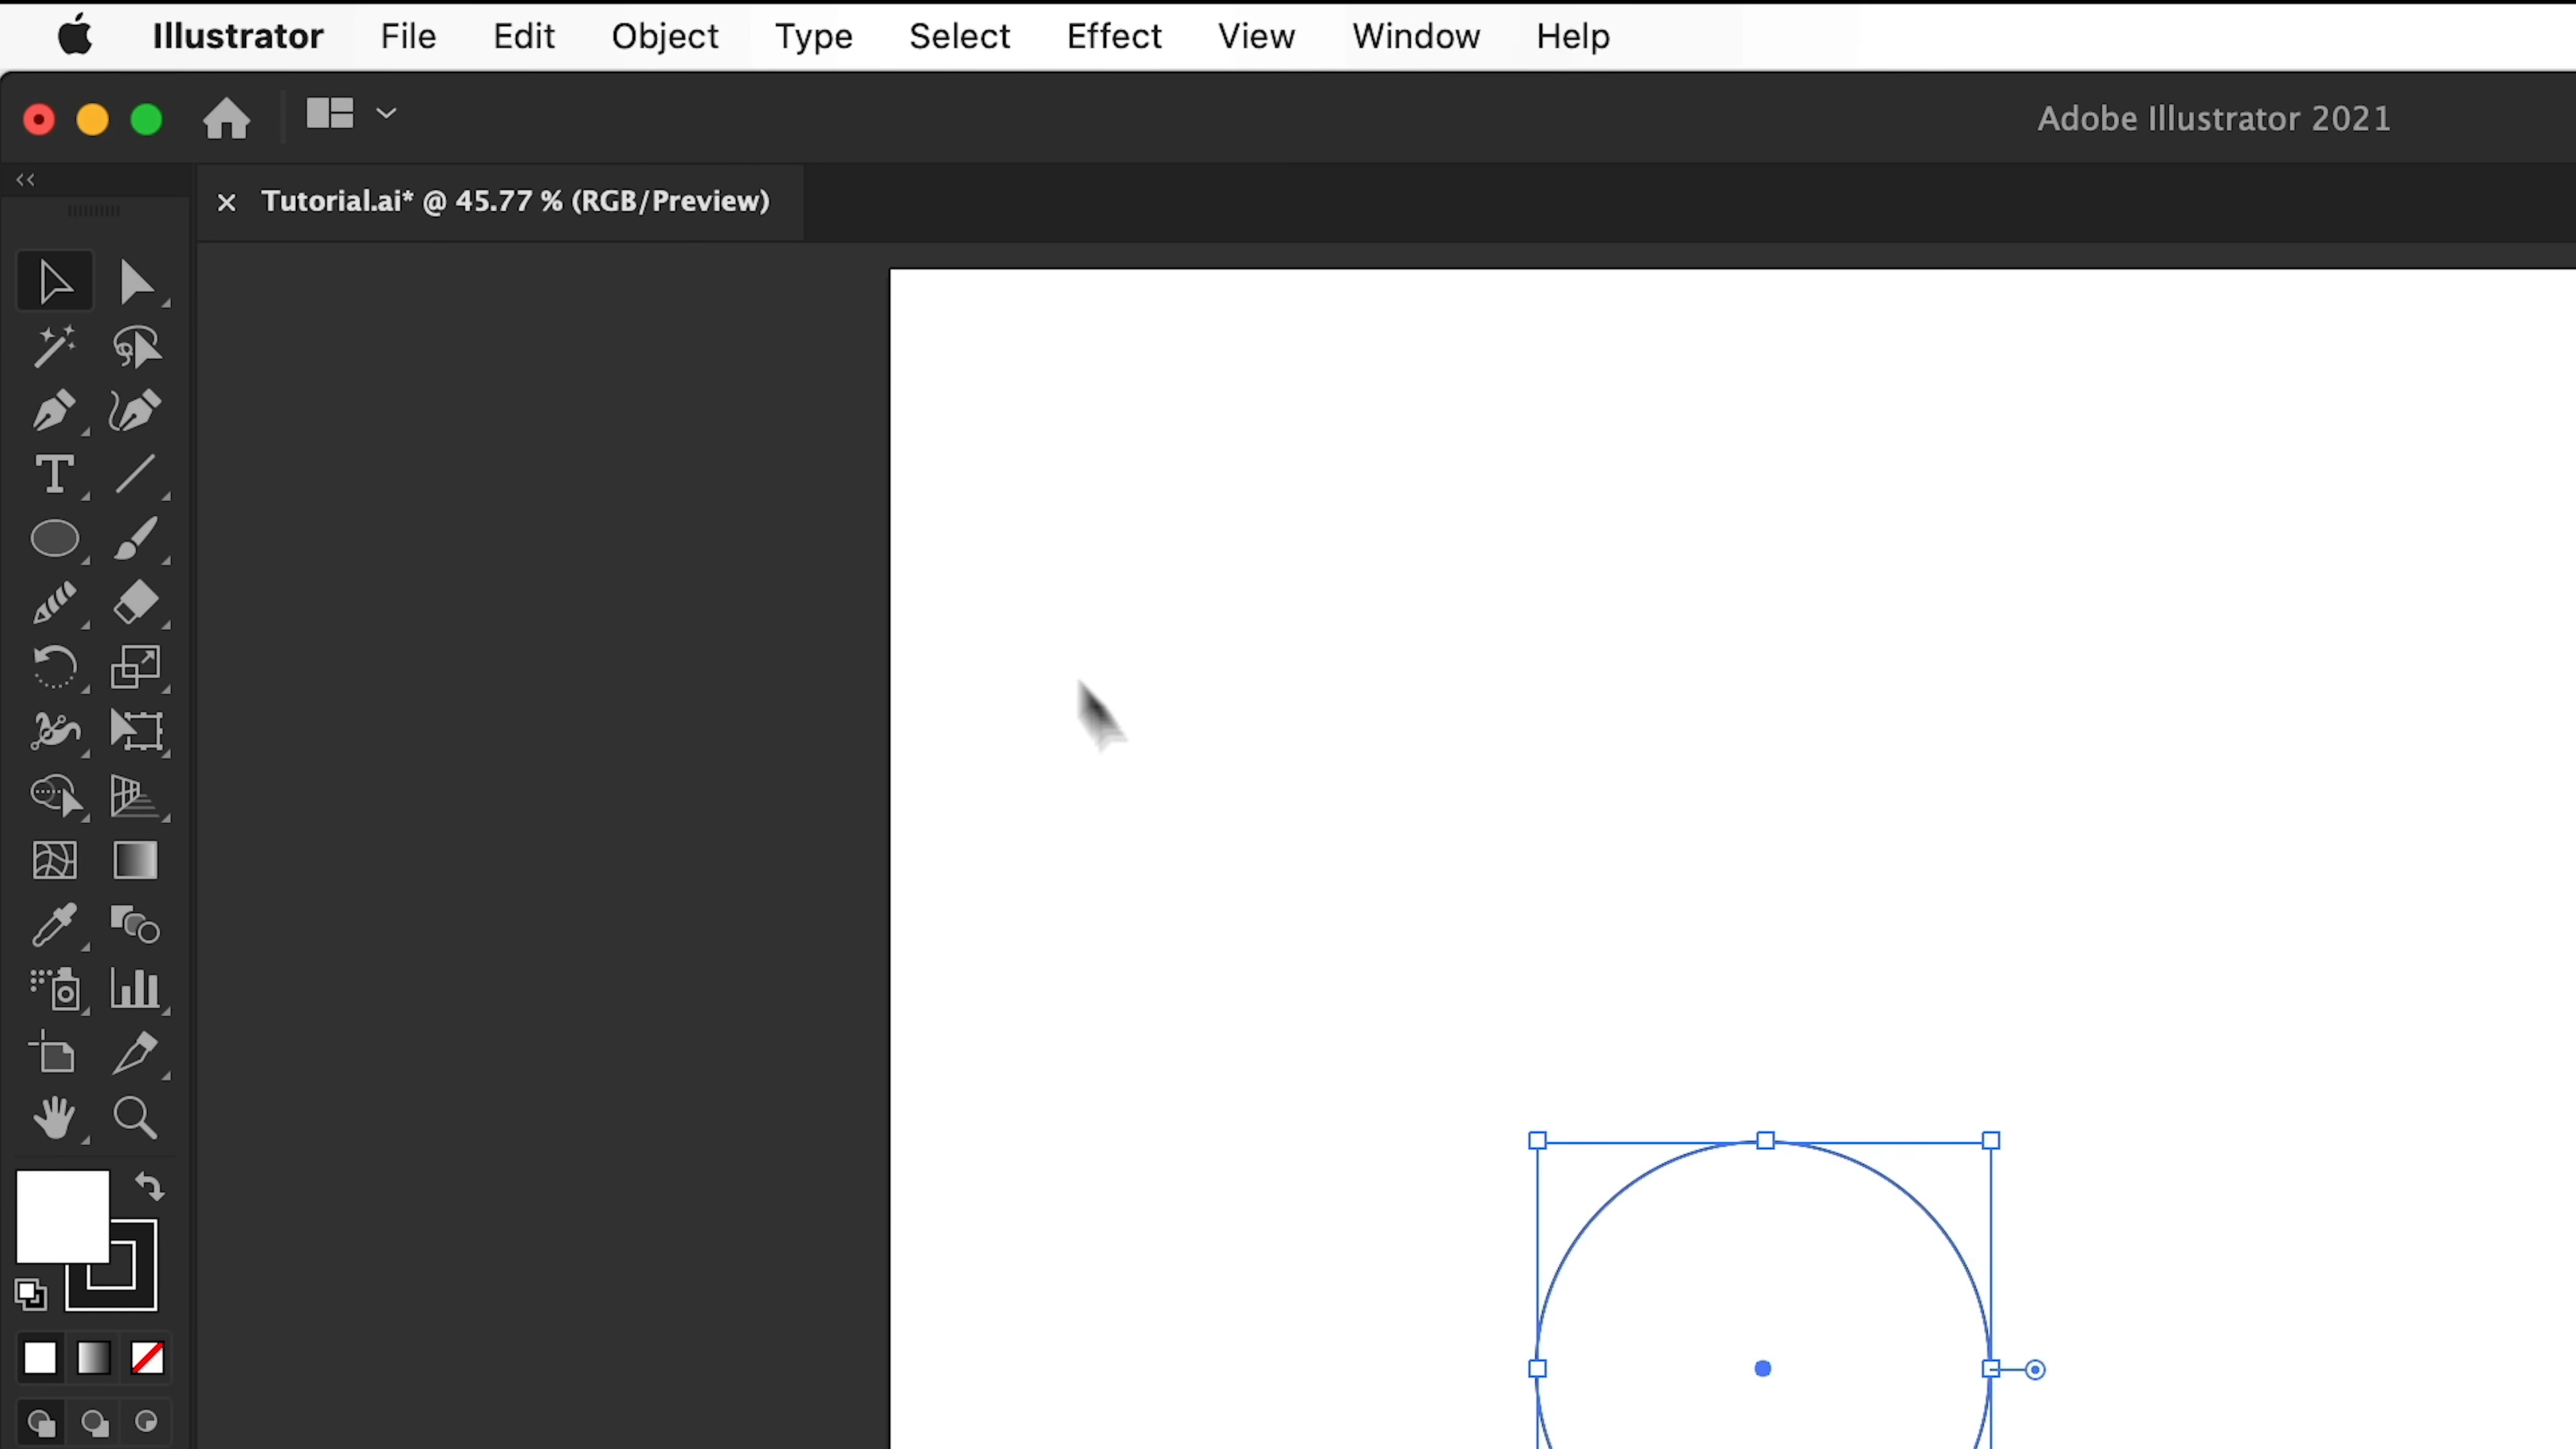 Illustrator File Edit Object Type Select Effect View Window Help
Adobe Illustrator 2021
Tutorial.ai* @ 45.77 % (RGB/Preview)